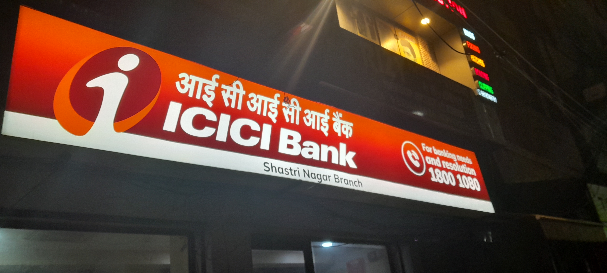 आई सी आई सी आई बैंक
ICICI Bank
Shastri Nagar Branch
For banking needs
and resolution
1800 1080